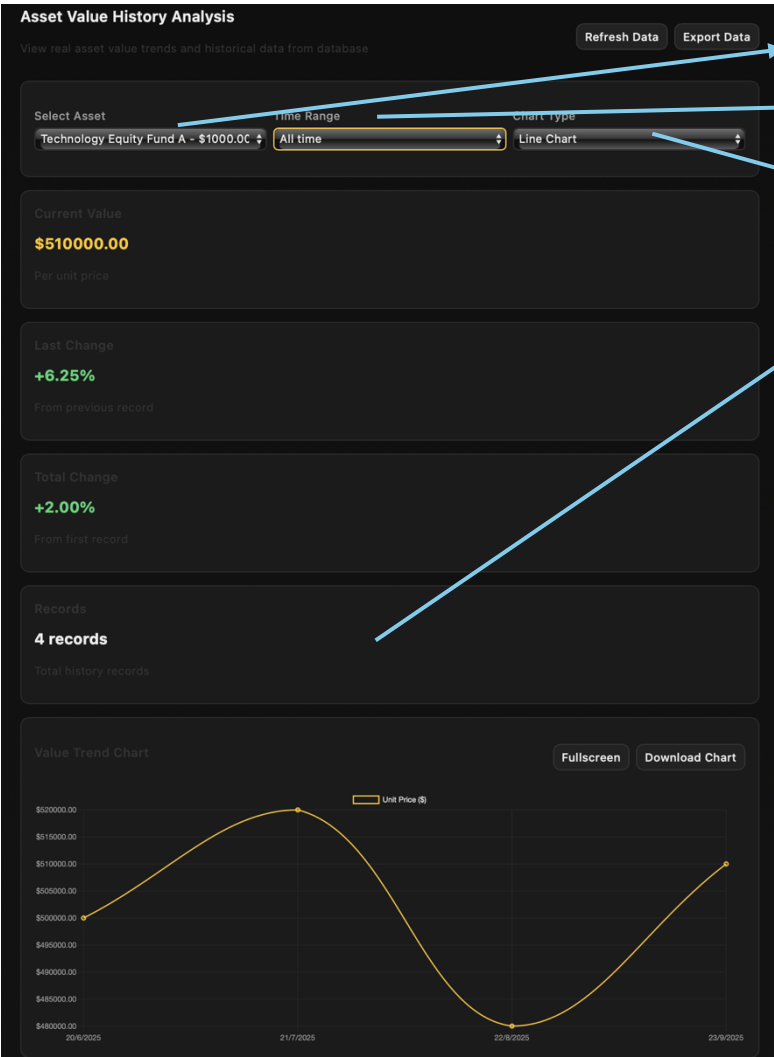 Asset Value History Analysis
View real asset value trends and historical data from database
Refresh Data
Export Data
Select Asset
Time Range
Chart Type
Technology Equity Fund A - $1000.00
All time
Line Chart
Current Value
$510000.00
Per unit price
Last Change
+6.25%
From previous record
Total Change
+2.00%
From first record
Records
4 records
Total history records
Value Trend Chart
Fullscreen
Download Chart
Unit Price ($)
$520000.00
$515000.00
$510000.00
$505000.00
$500000.00
$495000.00
$490000.00
$485000.00
$480000.00
20/6/2025
21/7/2025
22/8/2025
23/9/2025